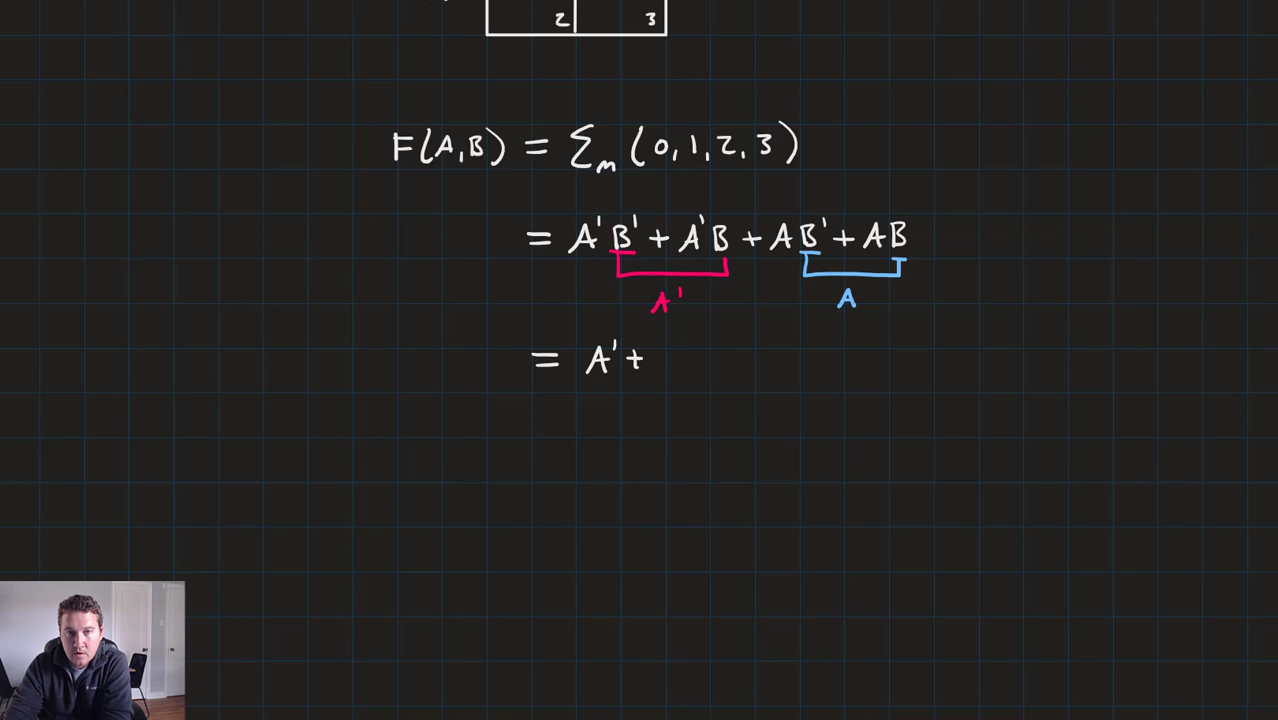 2 3
F(A,B) = Σm (0,1,2,3)
= A'B' + A'B + AB' + AB
A' A
= A' +